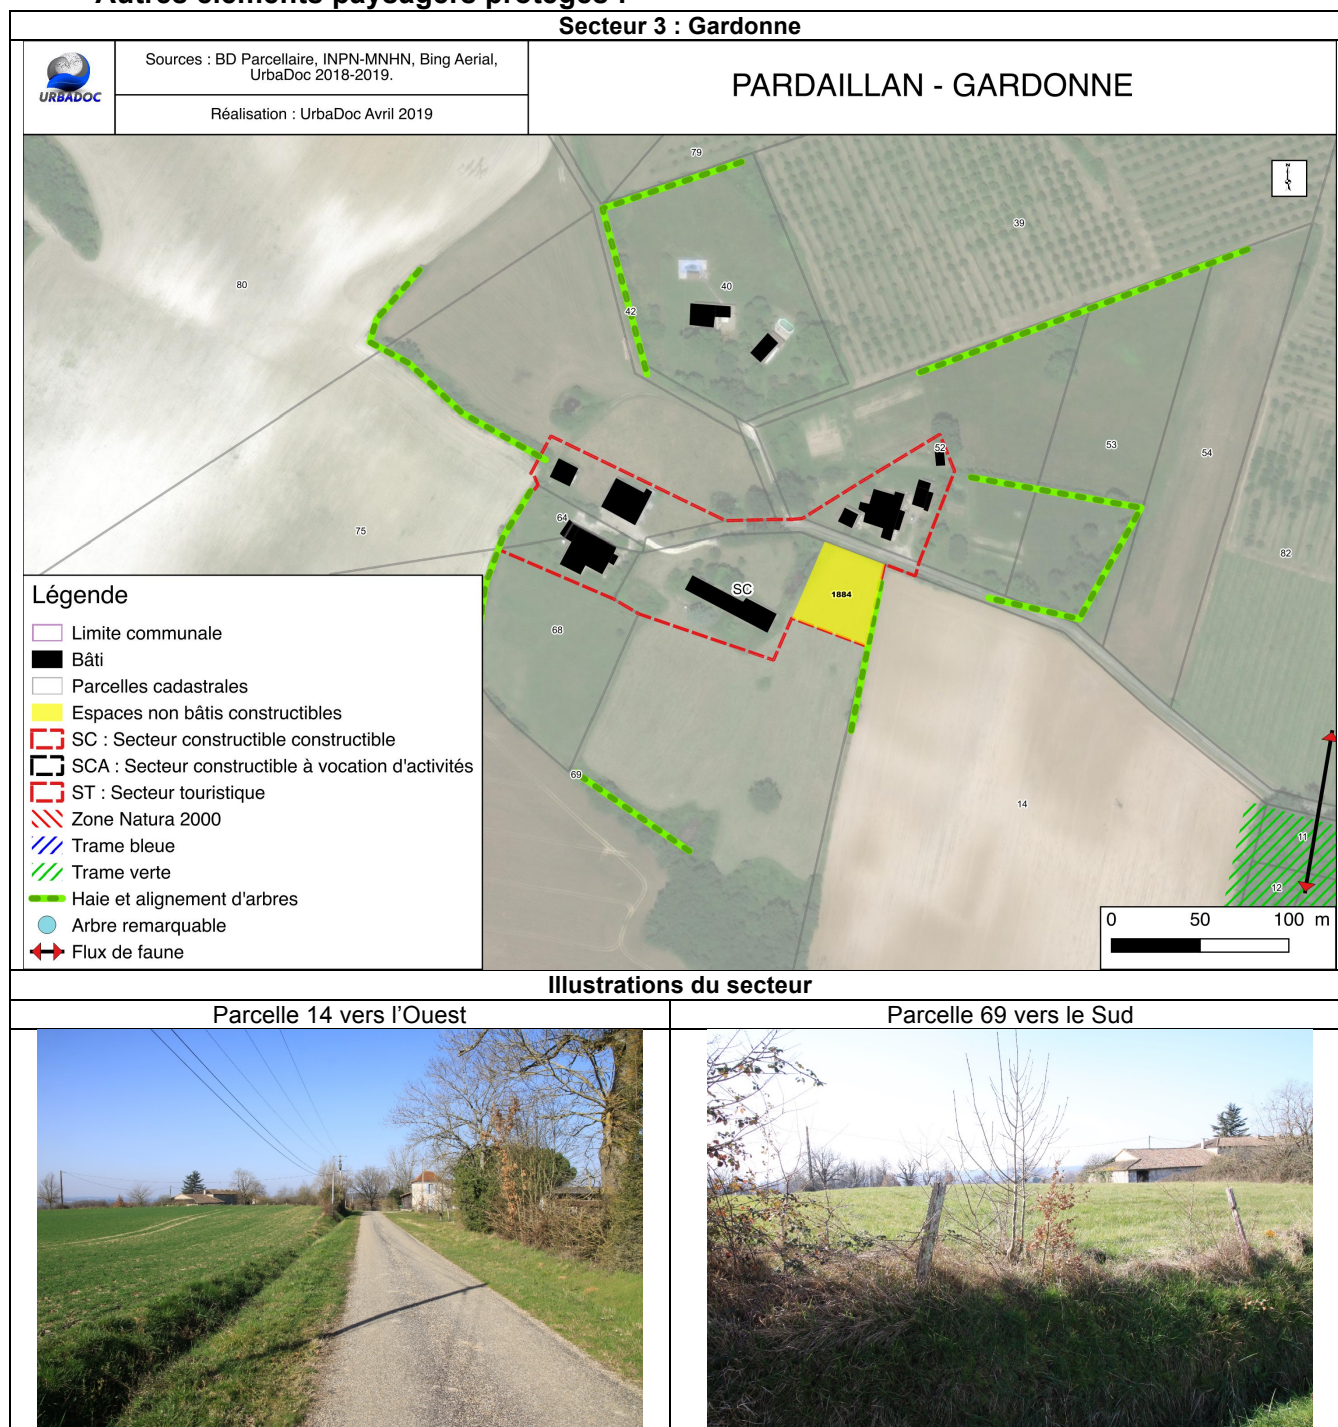 Autres éléments paysagers protégés :
Secteur 3 : Gardonne
URBADOC
Sources : BD Parcellaire, INPN-MNHN, Bing Aerial,
UrbaDoc 2018-2019.
Réalisation : UrbaDoc Avril 2019
PARDAILLAN - GARDONNE
79
39
80
40
42
52
53
54
64
75
82
SC
1884
68
69
14
11
12
Légende
Limite communale
Bâti
Parcelles cadastrales
Espaces non bâtis constructibles
SC : Secteur constructible constructible
SCA : Secteur constructible à vocation d'activités
ST : Secteur touristique
Zone Natura 2000
Trame bleue
Trame verte
Haie et alignement d'arbres
Arbre remarquable
Flux de faune
0 50 100 m
Illustrations du secteur
Parcelle 14 vers l'Ouest
Parcelle 69 vers le Sud